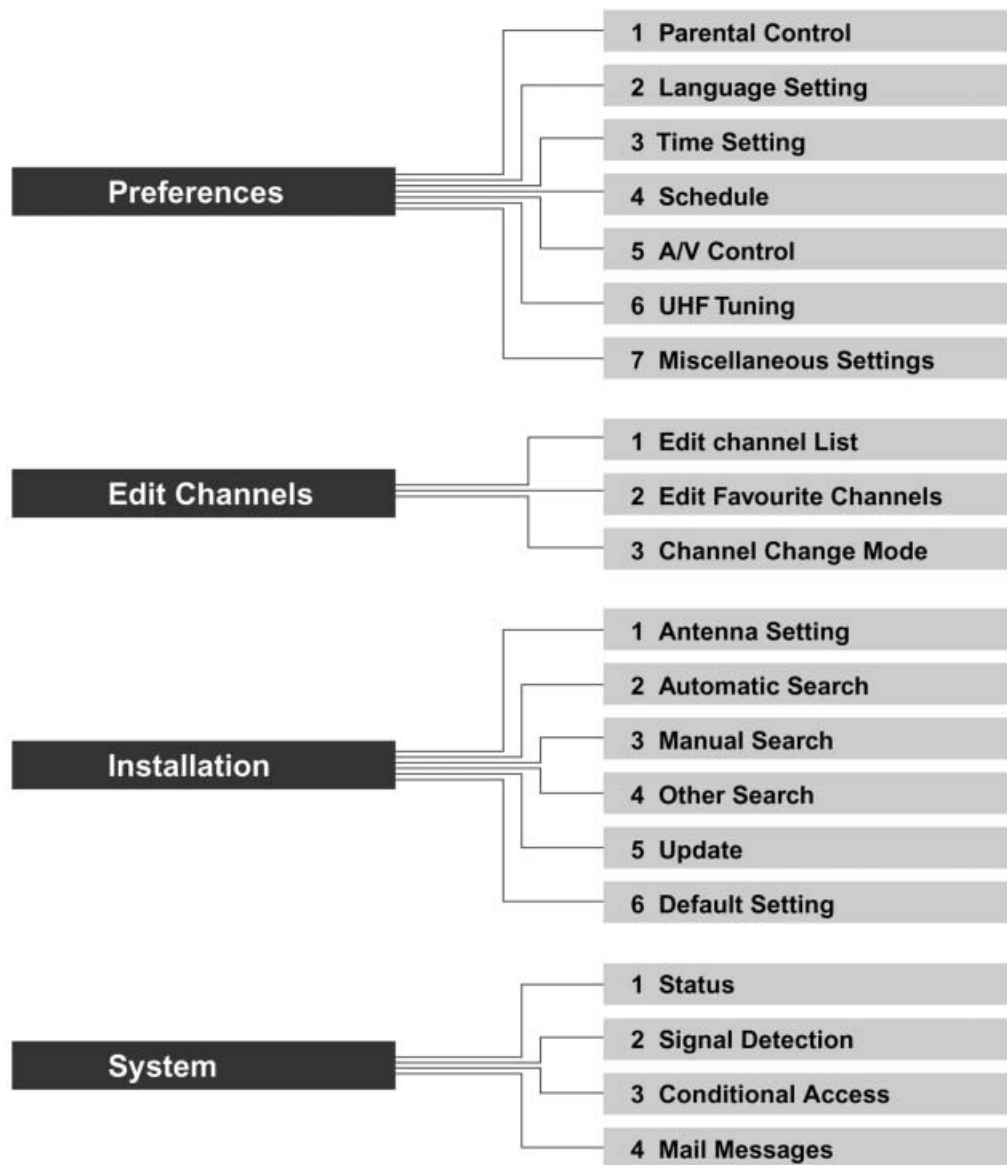 Preferences
1 Parental Control
2 Language Setting
3 Time Setting
4 Schedule
5 A/V Control
6 UHF Tuning
7 Miscellaneous Settings
Edit Channels
1 Edit channel List
2 Edit Favourite Channels
3 Channel Change Mode
Installation
1 Antenna Setting
2 Automatic Search
3 Manual Search
4 Other Search
5 Update
6 Default Setting
System
1 Status
2 Signal Detection
3 Conditional Access
4 Mail Messages